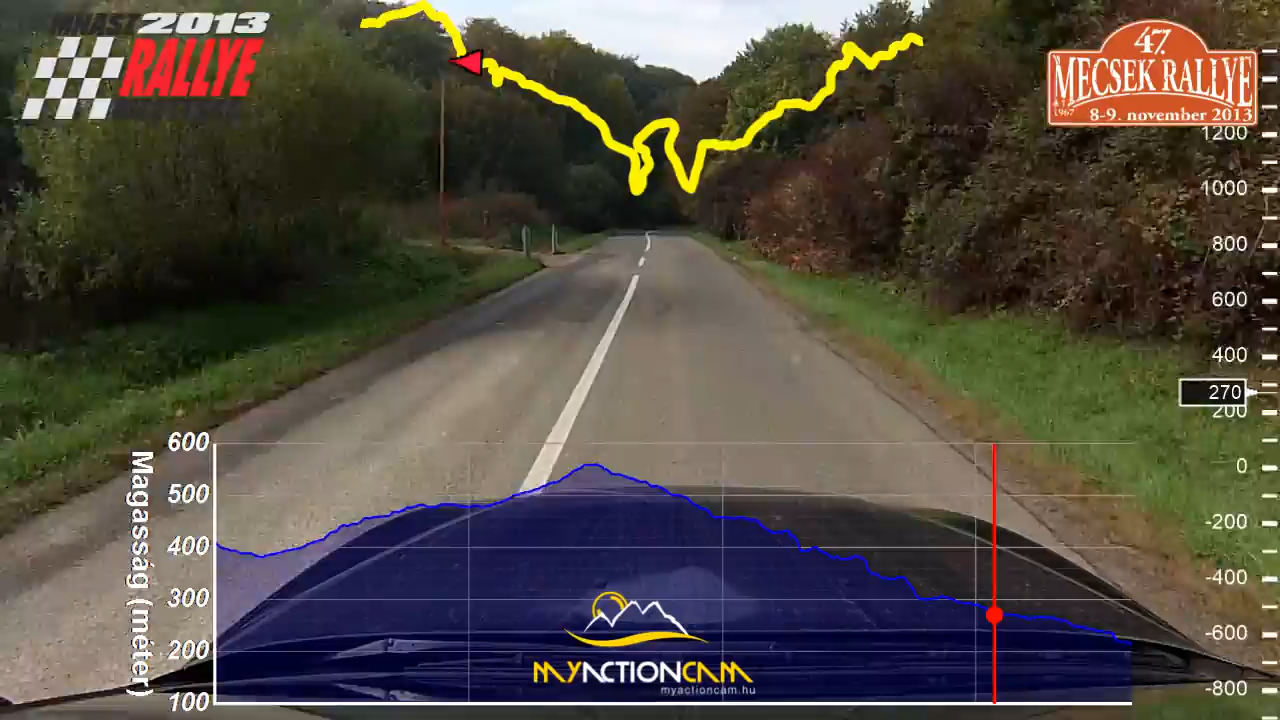 MNASZ 2013
RALLYE
47.
MECSEK RALLYE
1967
8-9. november 2013
1200
1000
800
600
400
270
200
0
-200
-400
-600
-800
Magasság (méter)
600
500
400
300
200
100
MYACTIONCAM
myactioncam.hu